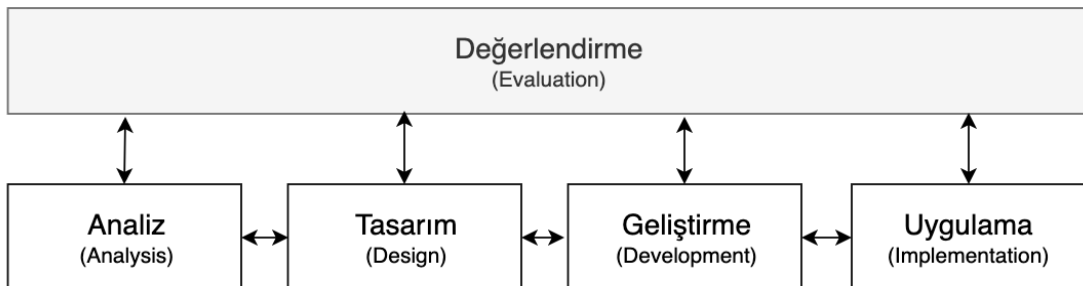 Değerlendirme
(Evaluation)
Analiz
(Analysis)
Tasarım
(Design)
Geliştirme
(Development)
Uygulama
(Implementation)